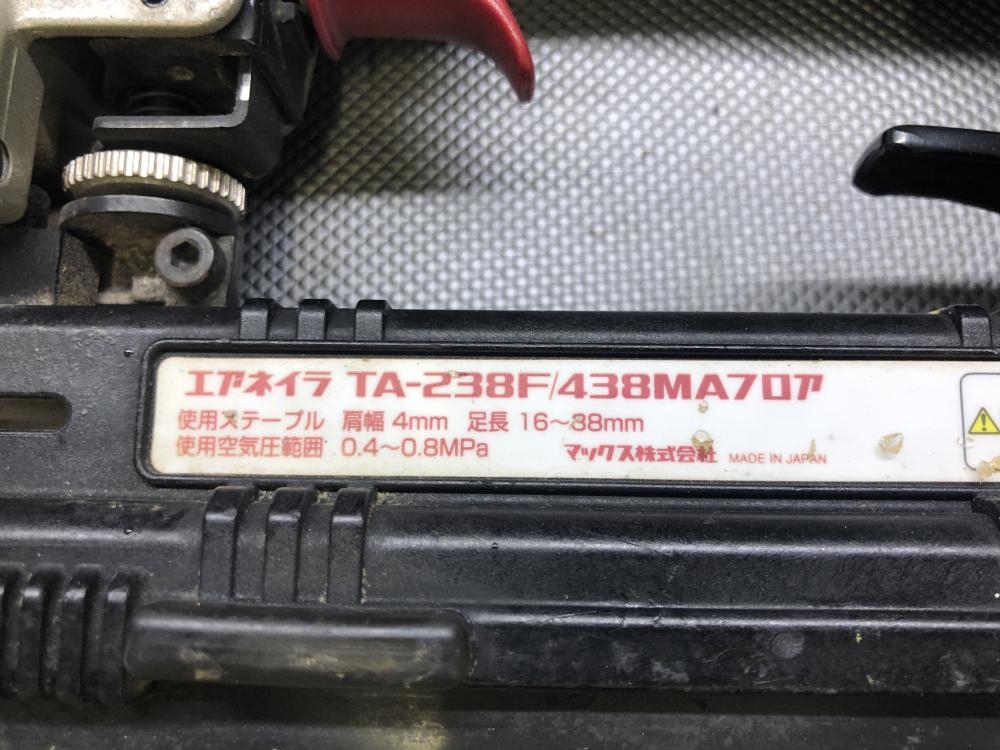 エアネイラ TA-238F/438MAフロア
使用ステープル 肩幅 4mm 足長 16～38mm
使用空気圧範囲 0.4～0.8MPa
マックス株式会社 MADE IN JAPAN